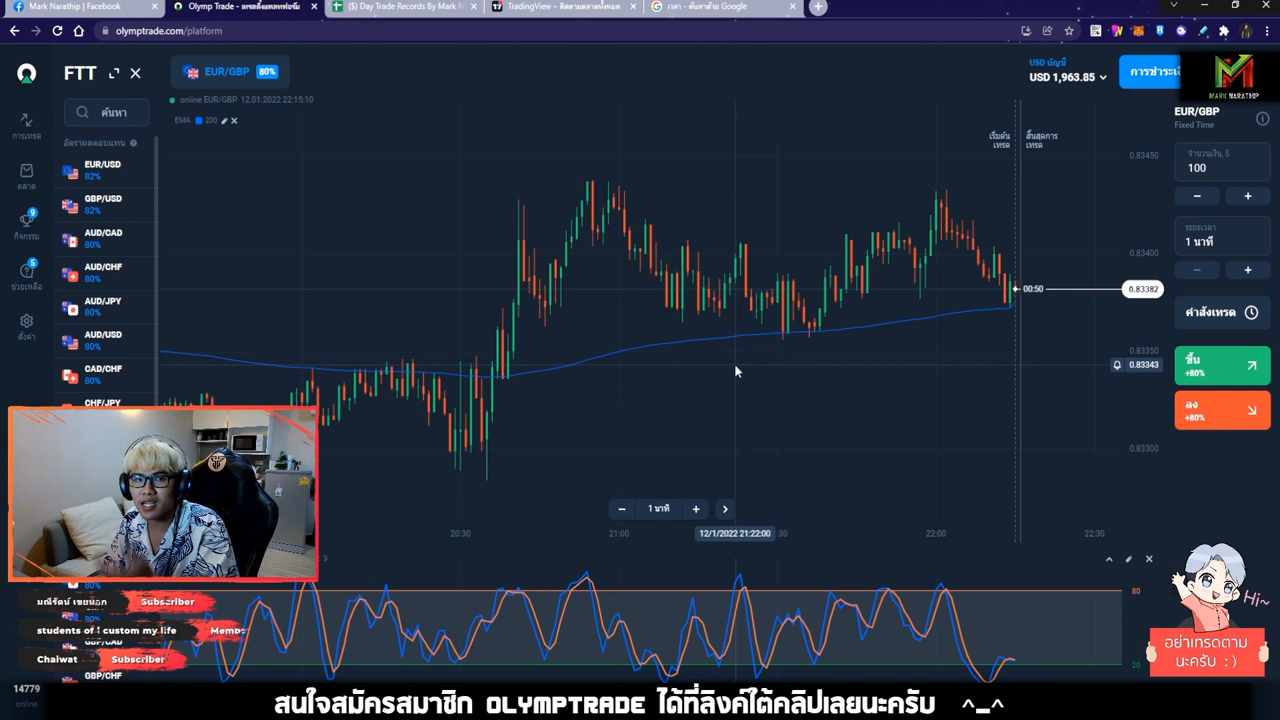 Mark Narathip | Facebook
Olymp Trade - เทรดดิ้งแพลทฟอร์ม
($) Day Trade Records By Mark N
TradingView – ติดตามตลาดทั้งหมด
เวลา - ค้นหาด้วย Google
olymptrade.com/platform
FTT
EUR/GBP 80%
USD บัญชี
USD 1,963.85
การชำระเงิ
MARK NARATHIP
ค้นหา
online EUR/GBP 12.01.2022 22:15:10
EMA 200
อัตราผลตอบแทน
EUR/USD
82%
GBP/USD
82%
AUD/CAD
80%
AUD/CHF
80%
AUD/JPY
80%
AUD/USD
80%
CAD/CHF
80%
CHF/JPY
การเทรด
ตลาด
9
กิจกรรม
5
ช่วยเหลือ
ตั้งค่า
เริ่มต้น
เทรด
สิ้นสุดการ
เทรด
0.83450
0.83400
00:50
0.83382
0.83350
0.83343
0.83300
EUR/GBP
Fixed Time
จำนวนเงิน, $
100
ระยะเวลา
1 นาที
คำสั่งเทรด
ขึ้น
+80%
ลง
+80%
1 นาที
20:30
21:00
12/1/2022 21:22:00
:30
22:00
22:30
3
80
20
80%
มณีรัตน์ เขยนอก Subscriber
students of ! custom my life Membe
Chaiwat Subscriber
GBP/CAD
GBP/CHF
14779
online
Hi~
อย่าเทรดตาม
นะครับ : )
สนใจสมัครสมาชิก OLYMPTRADE ได้ที่ลิงค์ใต้คลิปเลยนะครับ ^_^